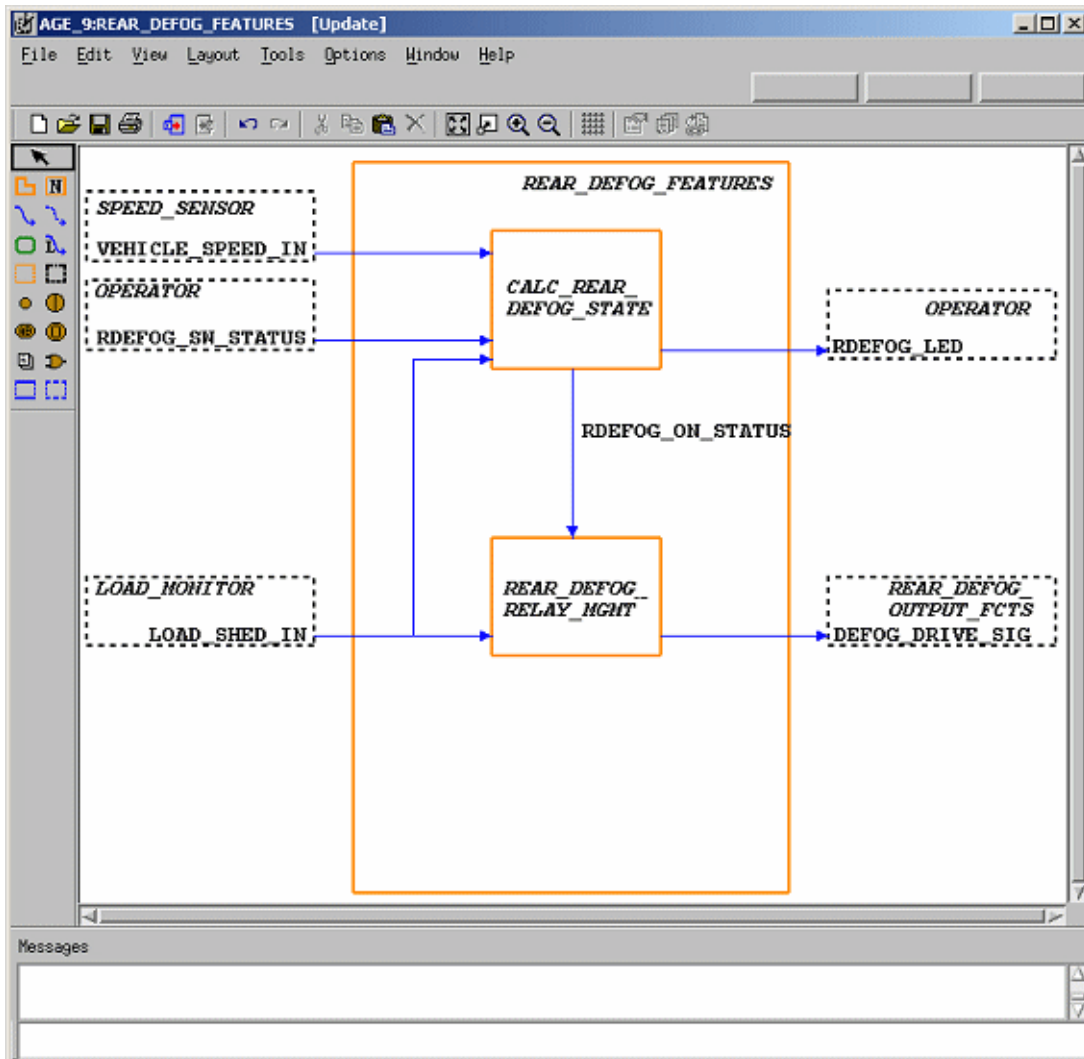 AGE_9:REAR_DEFOG_FEATURES [Update]
File Edit View Layout Tools Options Window Help
REAR_DEFOG_FEATURES
SPEED_SENSOR
VEHICLE_SPEED_IN
OPERATOR
RDEFOG_SW_STATUS
CALC_REAR_
DEFOG_STATE
OPERATOR
RDEFOG_LED
RDEFOG_ON_STATUS
LOAD_MONITOR
LOAD_SHED_IN
REAR_DEFOG_
RELAY_MGMT
REAR_DEFOG_
OUTPUT_FCTS
DEFOG_DRIVE_SIG
Messages